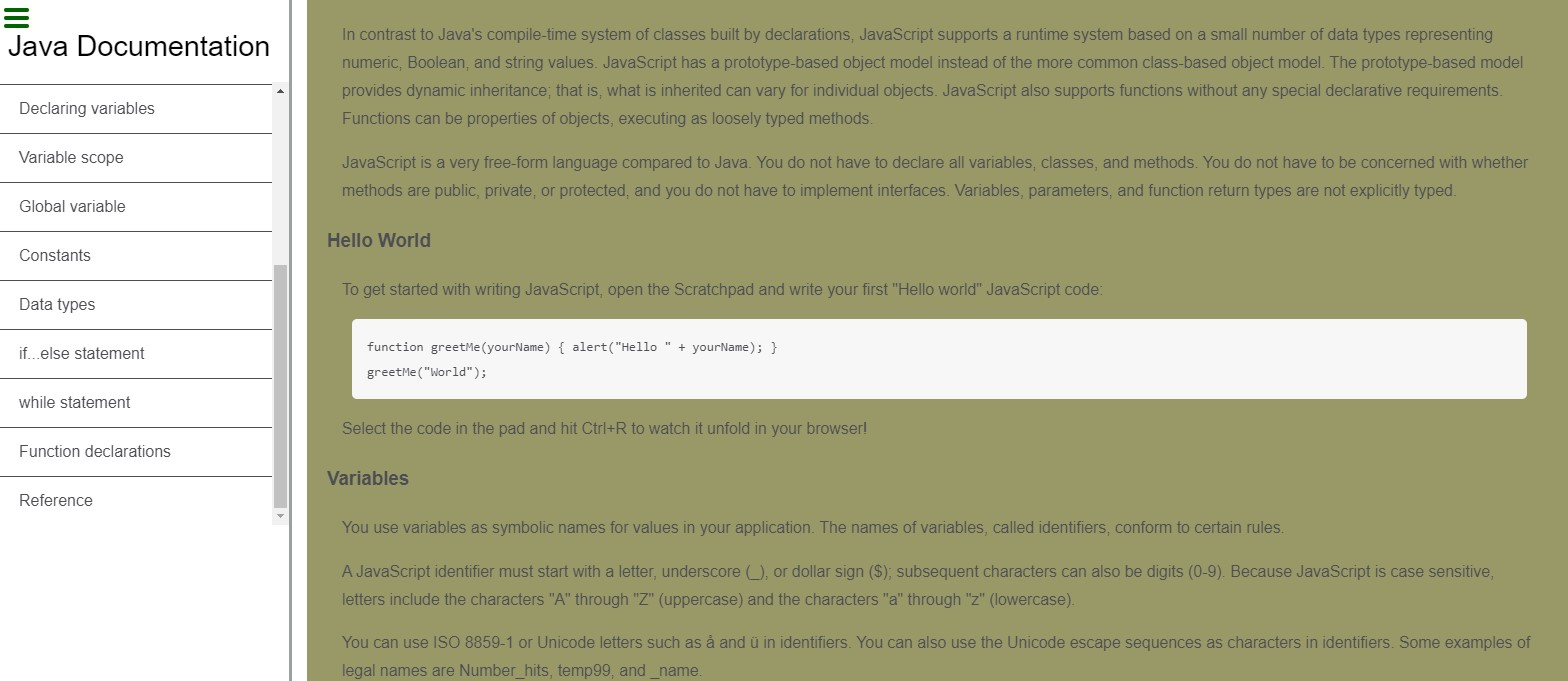 Java Documentation
Declaring variables
Variable scope
Global variable
Constants
Data types
if...else statement
while statement
Function declarations
Reference
In contrast to Java's compile-time system of classes built by declarations, JavaScript supports a runtime system based on a small number of data types representing
numeric, Boolean, and string values. JavaScript has a prototype-based object model instead of the more common class-based object model. The prototype-based model
provides dynamic inheritance; that is, what is inherited can vary for individual objects. JavaScript also supports functions without any special declarative requirements.
Functions can be properties of objects, executing as loosely typed methods.
JavaScript is a very free-form language compared to Java. You do not have to declare all variables, classes, and methods. You do not have to be concerned with whether
methods are public, private, or protected, and you do not have to implement interfaces. Variables, parameters, and function return types are not explicitly typed.
Hello World
To get started with writing JavaScript, open the Scratchpad and write your first "Hello world" JavaScript code:
function greetMe(yourName) { alert("Hello " + yourName); }
greetMe("World");
Select the code in the pad and hit Ctrl+R to watch it unfold in your browser!
Variables
You use variables as symbolic names for values in your application. The names of variables, called identifiers, conform to certain rules.
A JavaScript identifier must start with a letter, underscore (_), or dollar sign ($); subsequent characters can also be digits (0-9). Because JavaScript is case sensitive,
letters include the characters "A" through "Z" (uppercase) and the characters "a" through "z" (lowercase).
You can use ISO 8859-1 or Unicode letters such as å and ü in identifiers. You can also use the Unicode escape sequences as characters in identifiers. Some examples of
legal names are Number_hits, temp99, and _name.